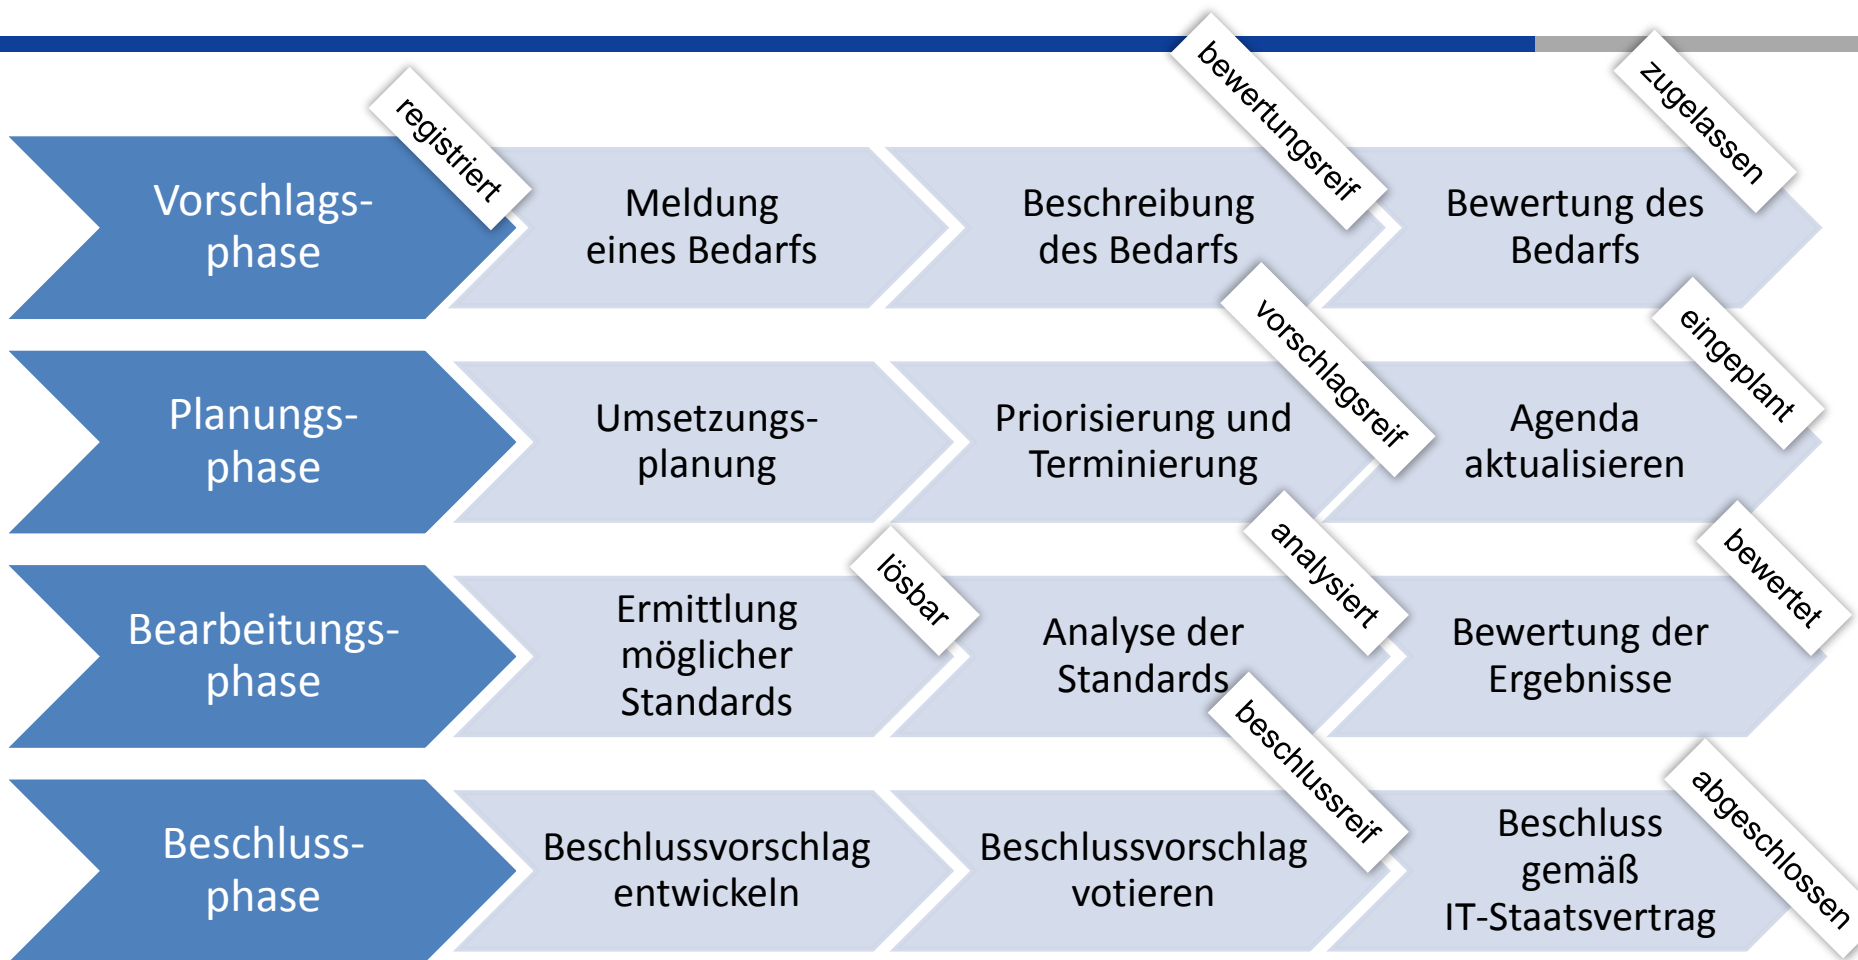 registriert
bewertungsreif
zugelassen
Vorschlags-
phase
Meldung
eines Bedarfs
Beschreibung
des Bedarfs
Bewertung des
Bedarfs
vorschlagsreif
eingeplant
Planungs-
phase
Umsetzungs-
planung
Priorisierung und
Terminierung
Agenda
aktualisieren
lösbar
analysiert
bewertet
Bearbeitungs-
phase
Ermittlung
möglicher
Standards
Analyse der
Standards
Bewertung der
Ergebnisse
beschlussreif
abgeschlossen
Beschluss-
phase
Beschlussvorschlag
entwickeln
Beschlussvorschlag
votieren
Beschluss
gemäß
IT-Staatsvertrag